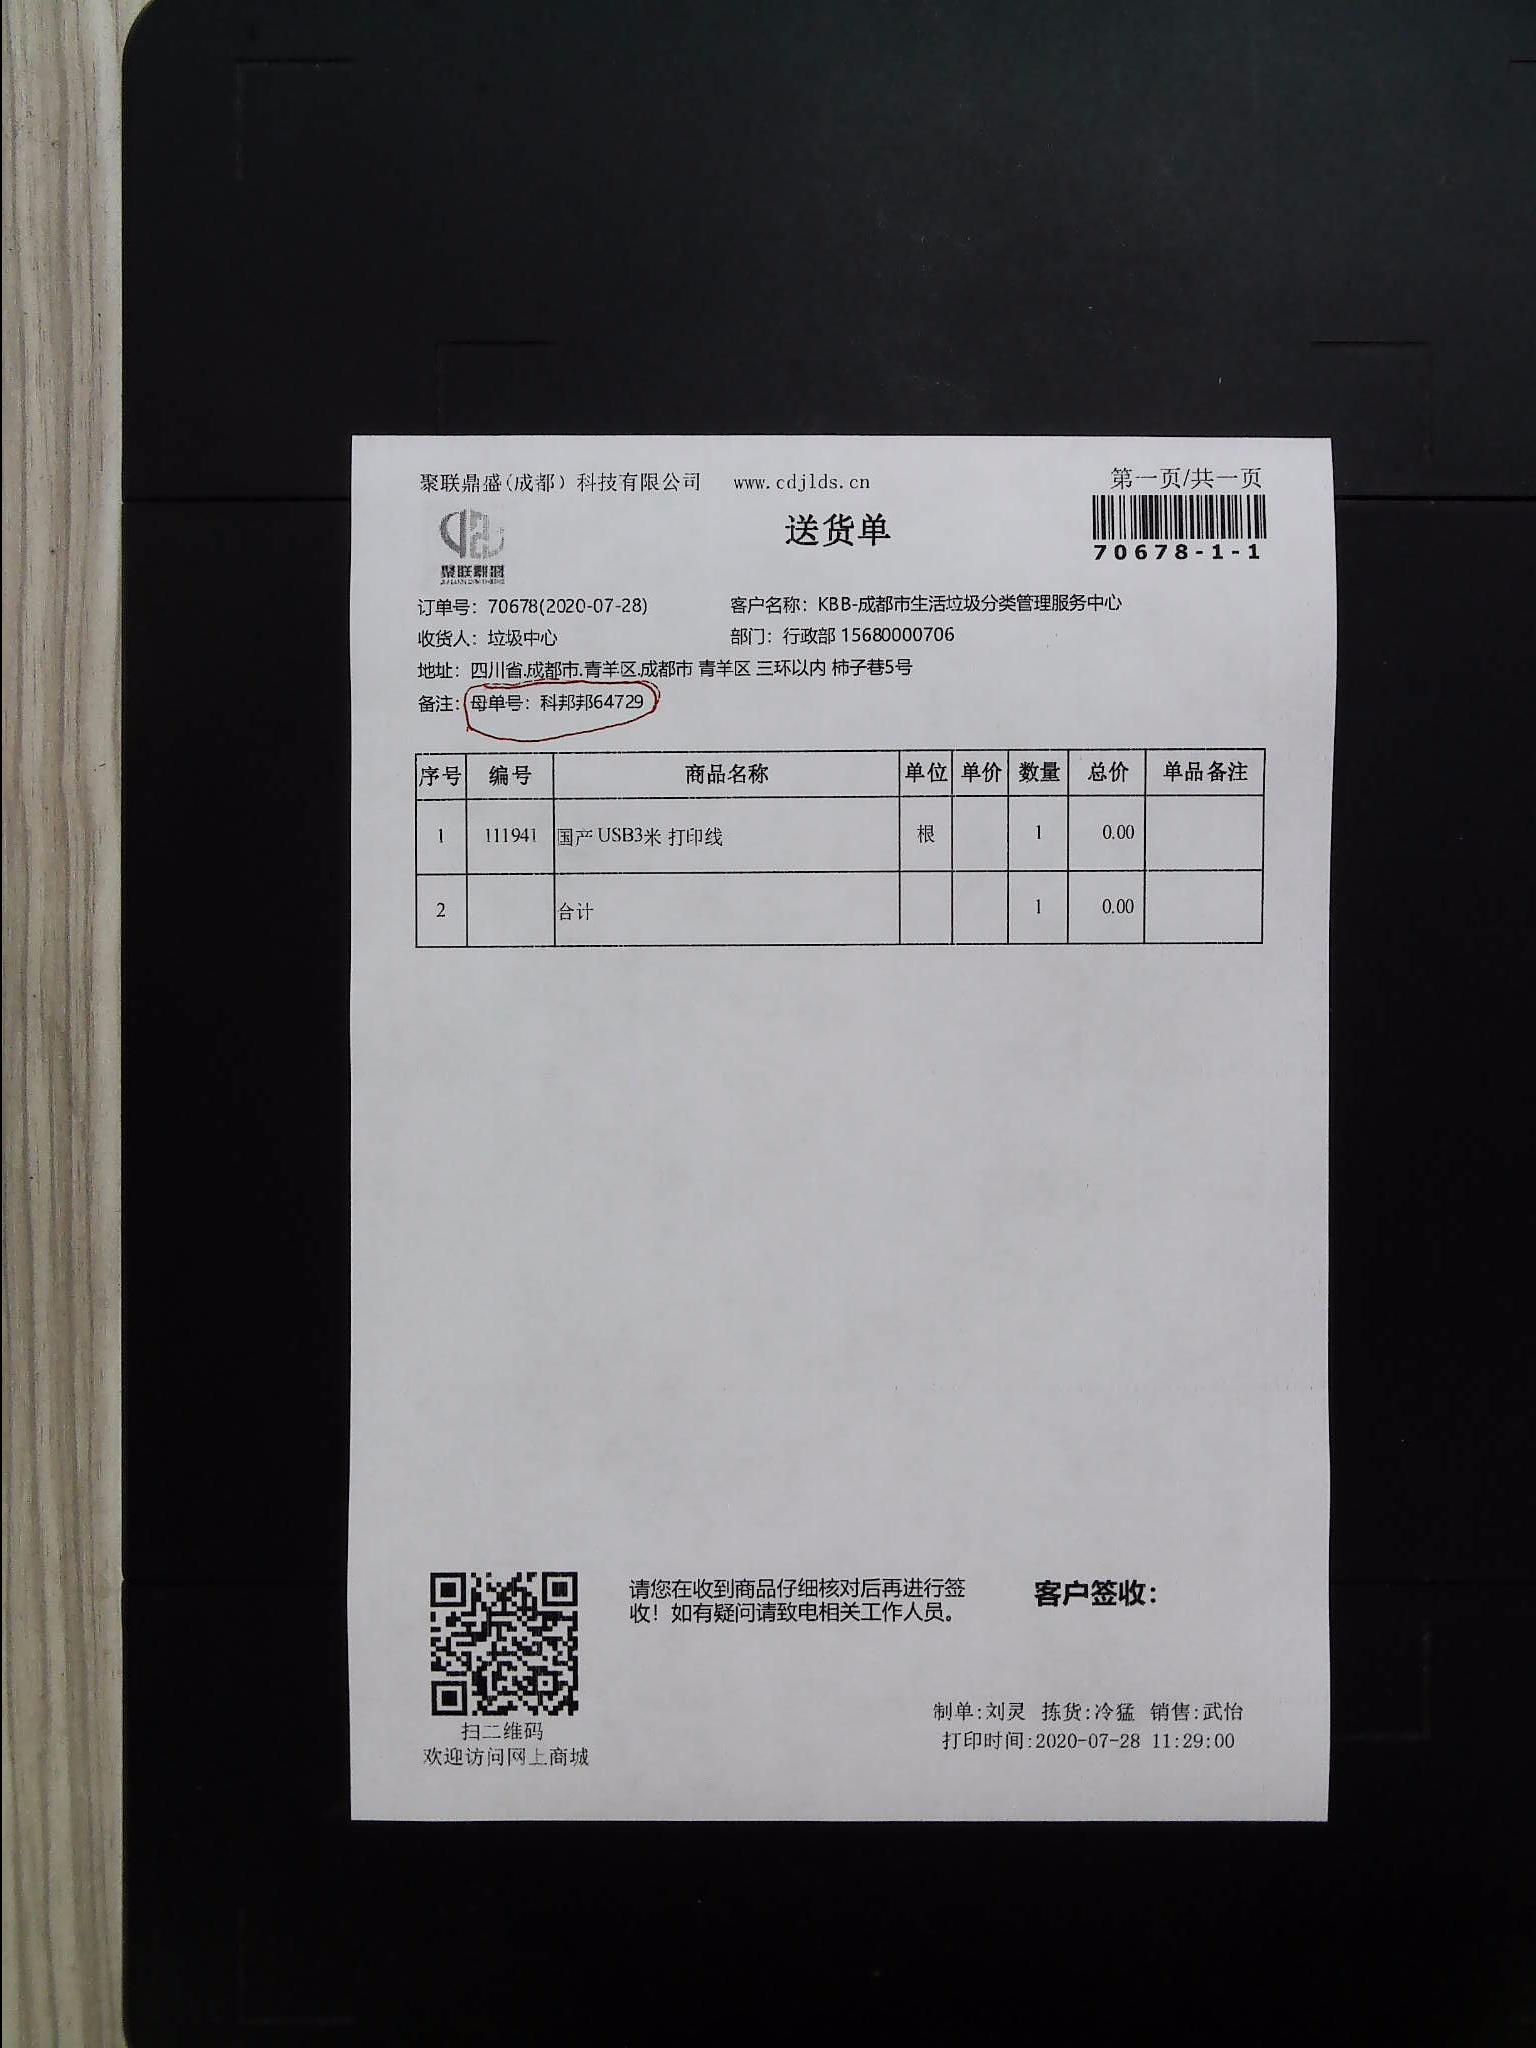 聚联鼎盛(成都)科技有限公司 www.cdjlds.cn 第一页/共一页
聚联鼎盛
送货单
70678-1-1
订单号：70678(2020-07-28) 客户名称：KBB-成都市生活垃圾分类管理服务中心
收货人：垃圾中心 部门：行政部 15680000706
地址：四川省.成都市.青羊区.成都市 青羊区 三环以内 柿子巷5号
备注：母单号：科邦邦64729
序号 编号 商品名称 单位 单价 数量 总价 单品备注
1 111941 国产 USB3米 打印线 根 1 0.00
2 合计 1 0.00
请您在收到商品仔细核对后再进行签
收！如有疑问请致电相关工作人员。
客户签收：
扫二维码
欢迎访问网上商城
制单:刘灵 拣货:冷猛 销售:武怡
打印时间:2020-07-28 11:29:00